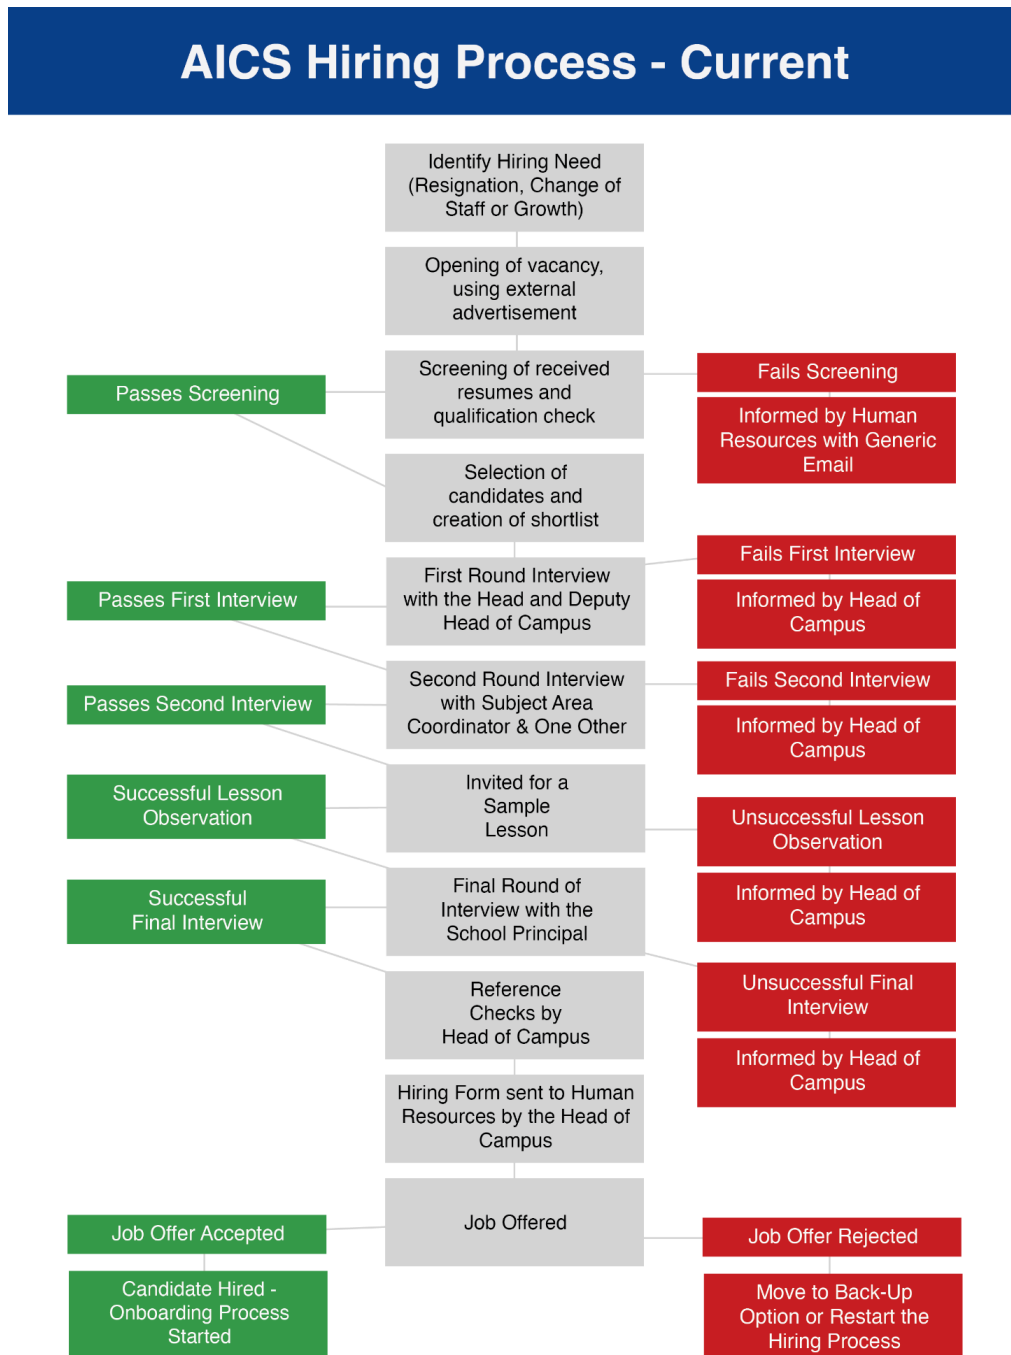 AICS Hiring Process - Current
Identify Hiring Need
(Resignation, Change of
Staff or Growth)
Opening of vacancy,
using external
advertisement
Screening of received
resumes and
qualification check
Passes Screening
Fails Screening
Informed by Human
Resources with Generic
Email
Selection of
candidates and
creation of shortlist
First Round Interview
with the Head and Deputy
Head of Campus
Passes First Interview
Fails First Interview
Informed by Head of
Campus
Second Round Interview
with Subject Area
Coordinator & One Other
Passes Second Interview
Fails Second Interview
Informed by Head of
Campus
Invited for a
Sample
Lesson
Successful Lesson
Observation
Unsuccessful Lesson
Observation
Informed by Head of
Campus
Final Round of
Interview with the
School Principal
Successful
Final Interview
Unsuccessful Final
Interview
Informed by Head of
Campus
Reference
Checks by
Head of Campus
Hiring Form sent to Human
Resources by the Head of
Campus
Job Offered
Job Offer Accepted
Candidate Hired -
Onboarding Process
Started
Job Offer Rejected
Move to Back-Up
Option or Restart the
Hiring Process